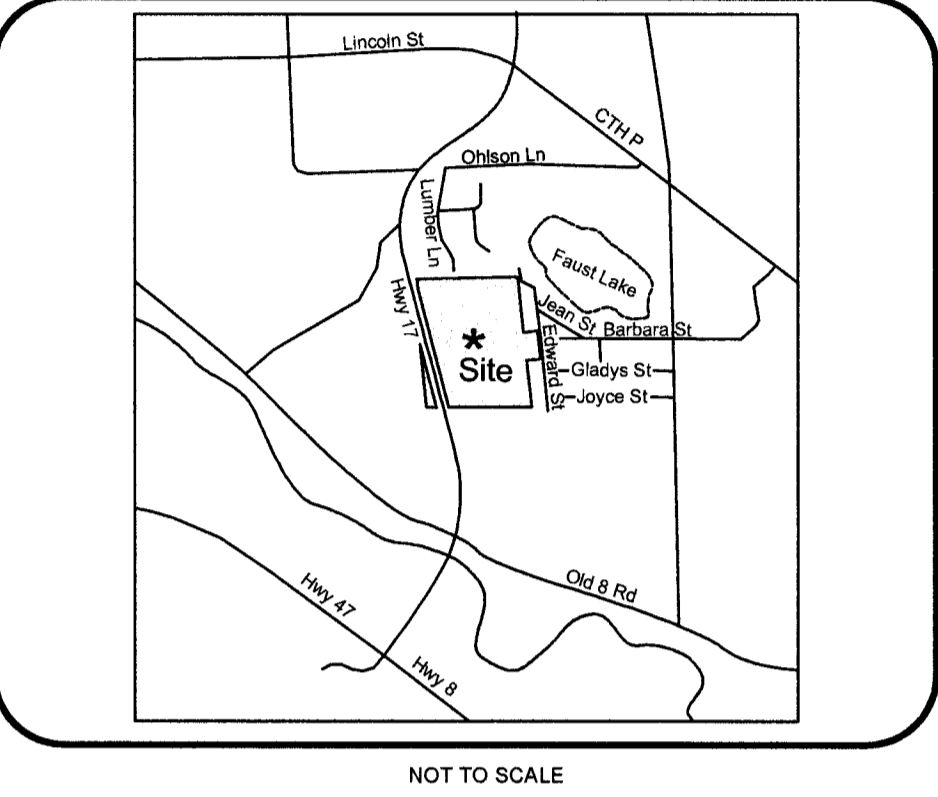 Lincoln St
CTH P
Ohlson Ln
Lumber Ln
Faust Lake
Hwy 17
Jean St
Barbara St
Edward St
*
Site
Gladys St
Joyce St
Old 8 Rd
Hwy 47
Hwy 8
NOT TO SCALE